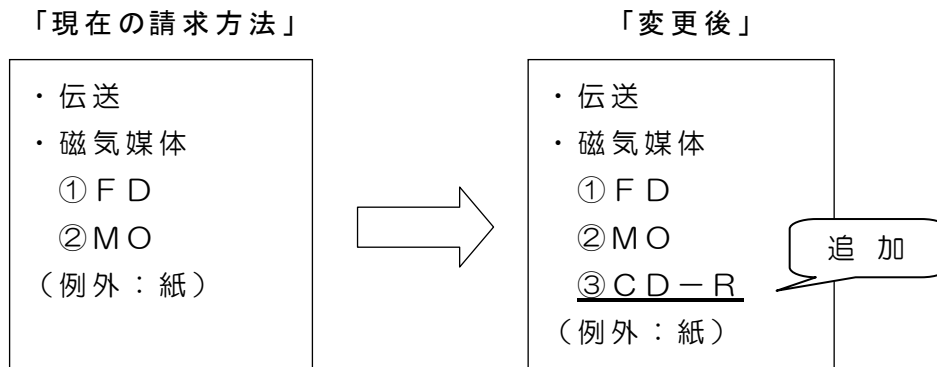 「現在の請求方法」
・伝送
・磁気媒体
①ＦＤ
②ＭＯ
（例外：紙）
「変更後」
・伝送
・磁気媒体
①ＦＤ
②ＭＯ
③ＣＤ－Ｒ
（例外：紙）
追 加